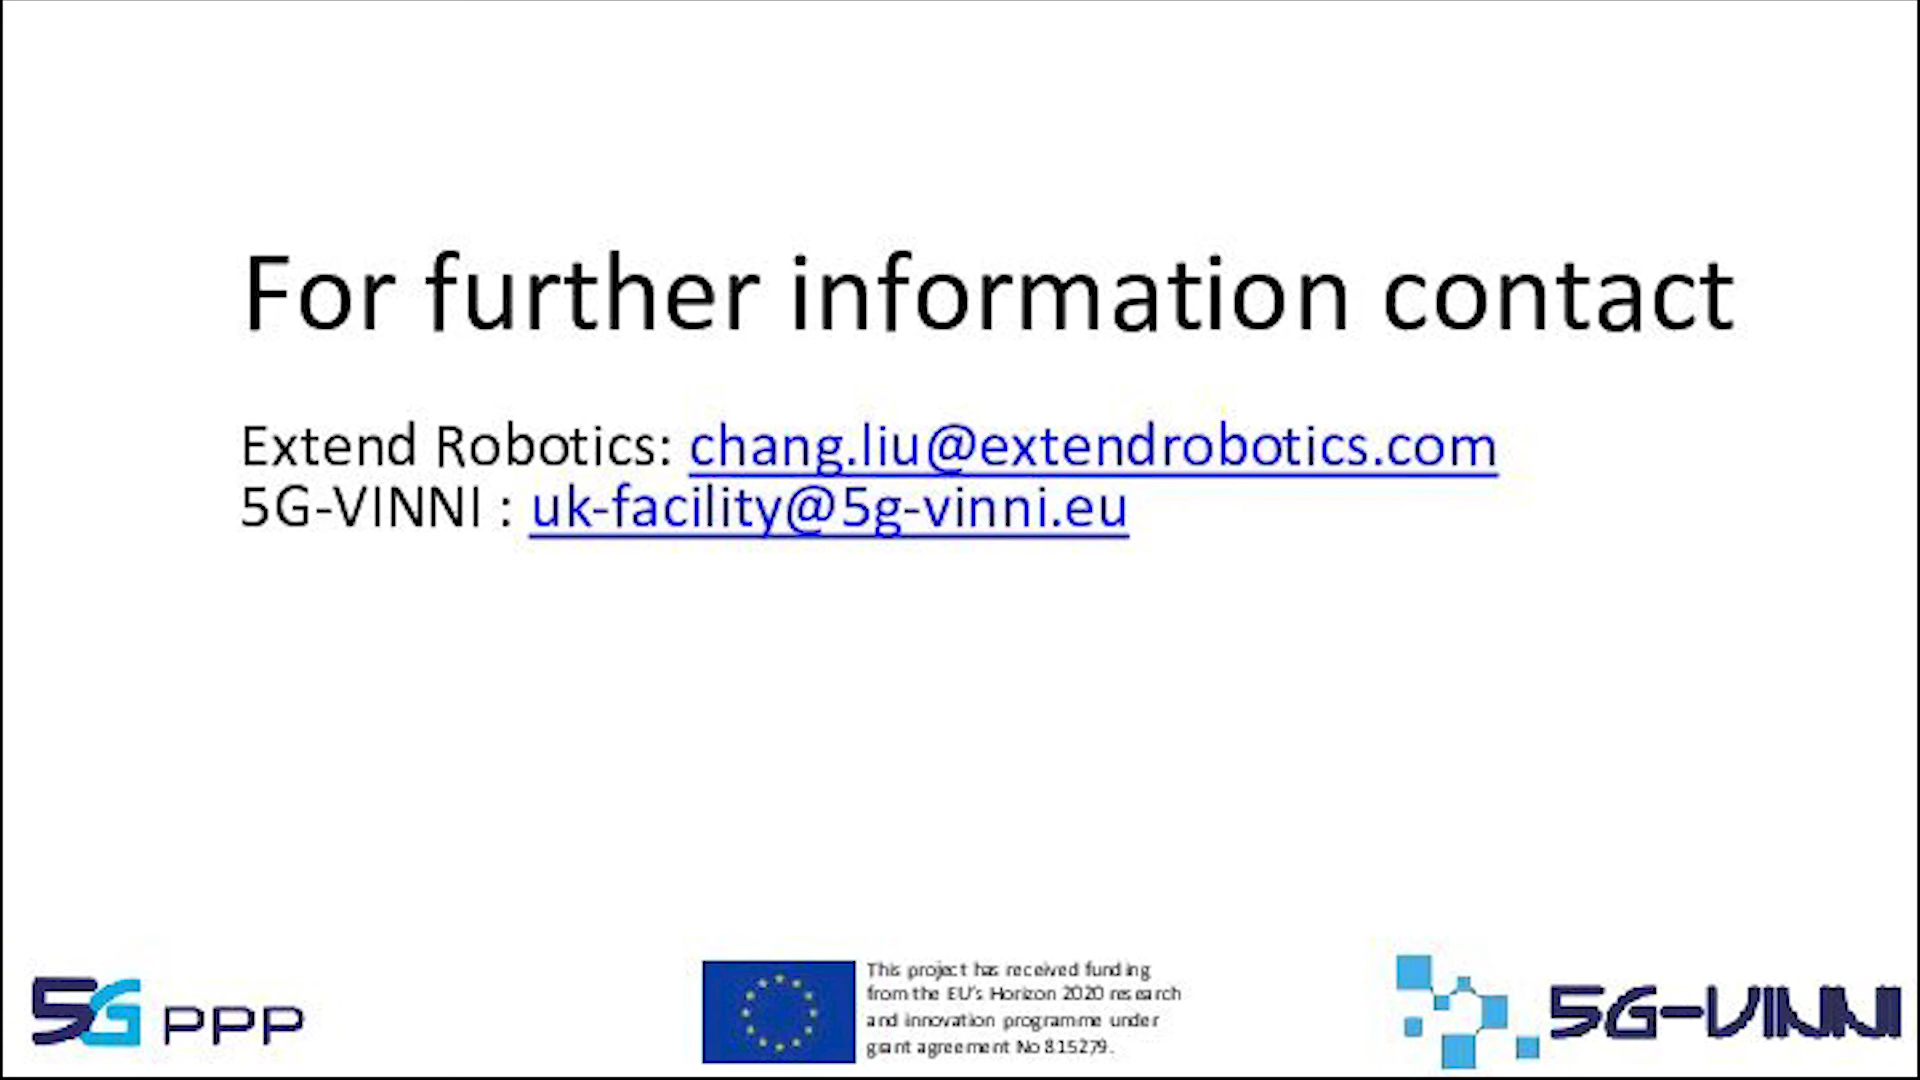 For further information contact
Extend Robotics: chang.liu@extendrobotics.com
5G-VINNI : uk-facility@5g-vinni.eu
5G PPP
This project has received funding
from the EU's Horizon 2020 research
and innovation programme under
grant agreement No 815279.
5G-VINNI